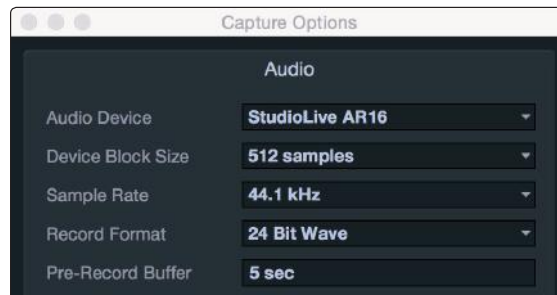 Capture Options
Audio
Audio Device StudioLive AR16
Device Block Size 512 samples
Sample Rate 44.1 kHz
Record Format 24 Bit Wave
Pre-Record Buffer 5 sec